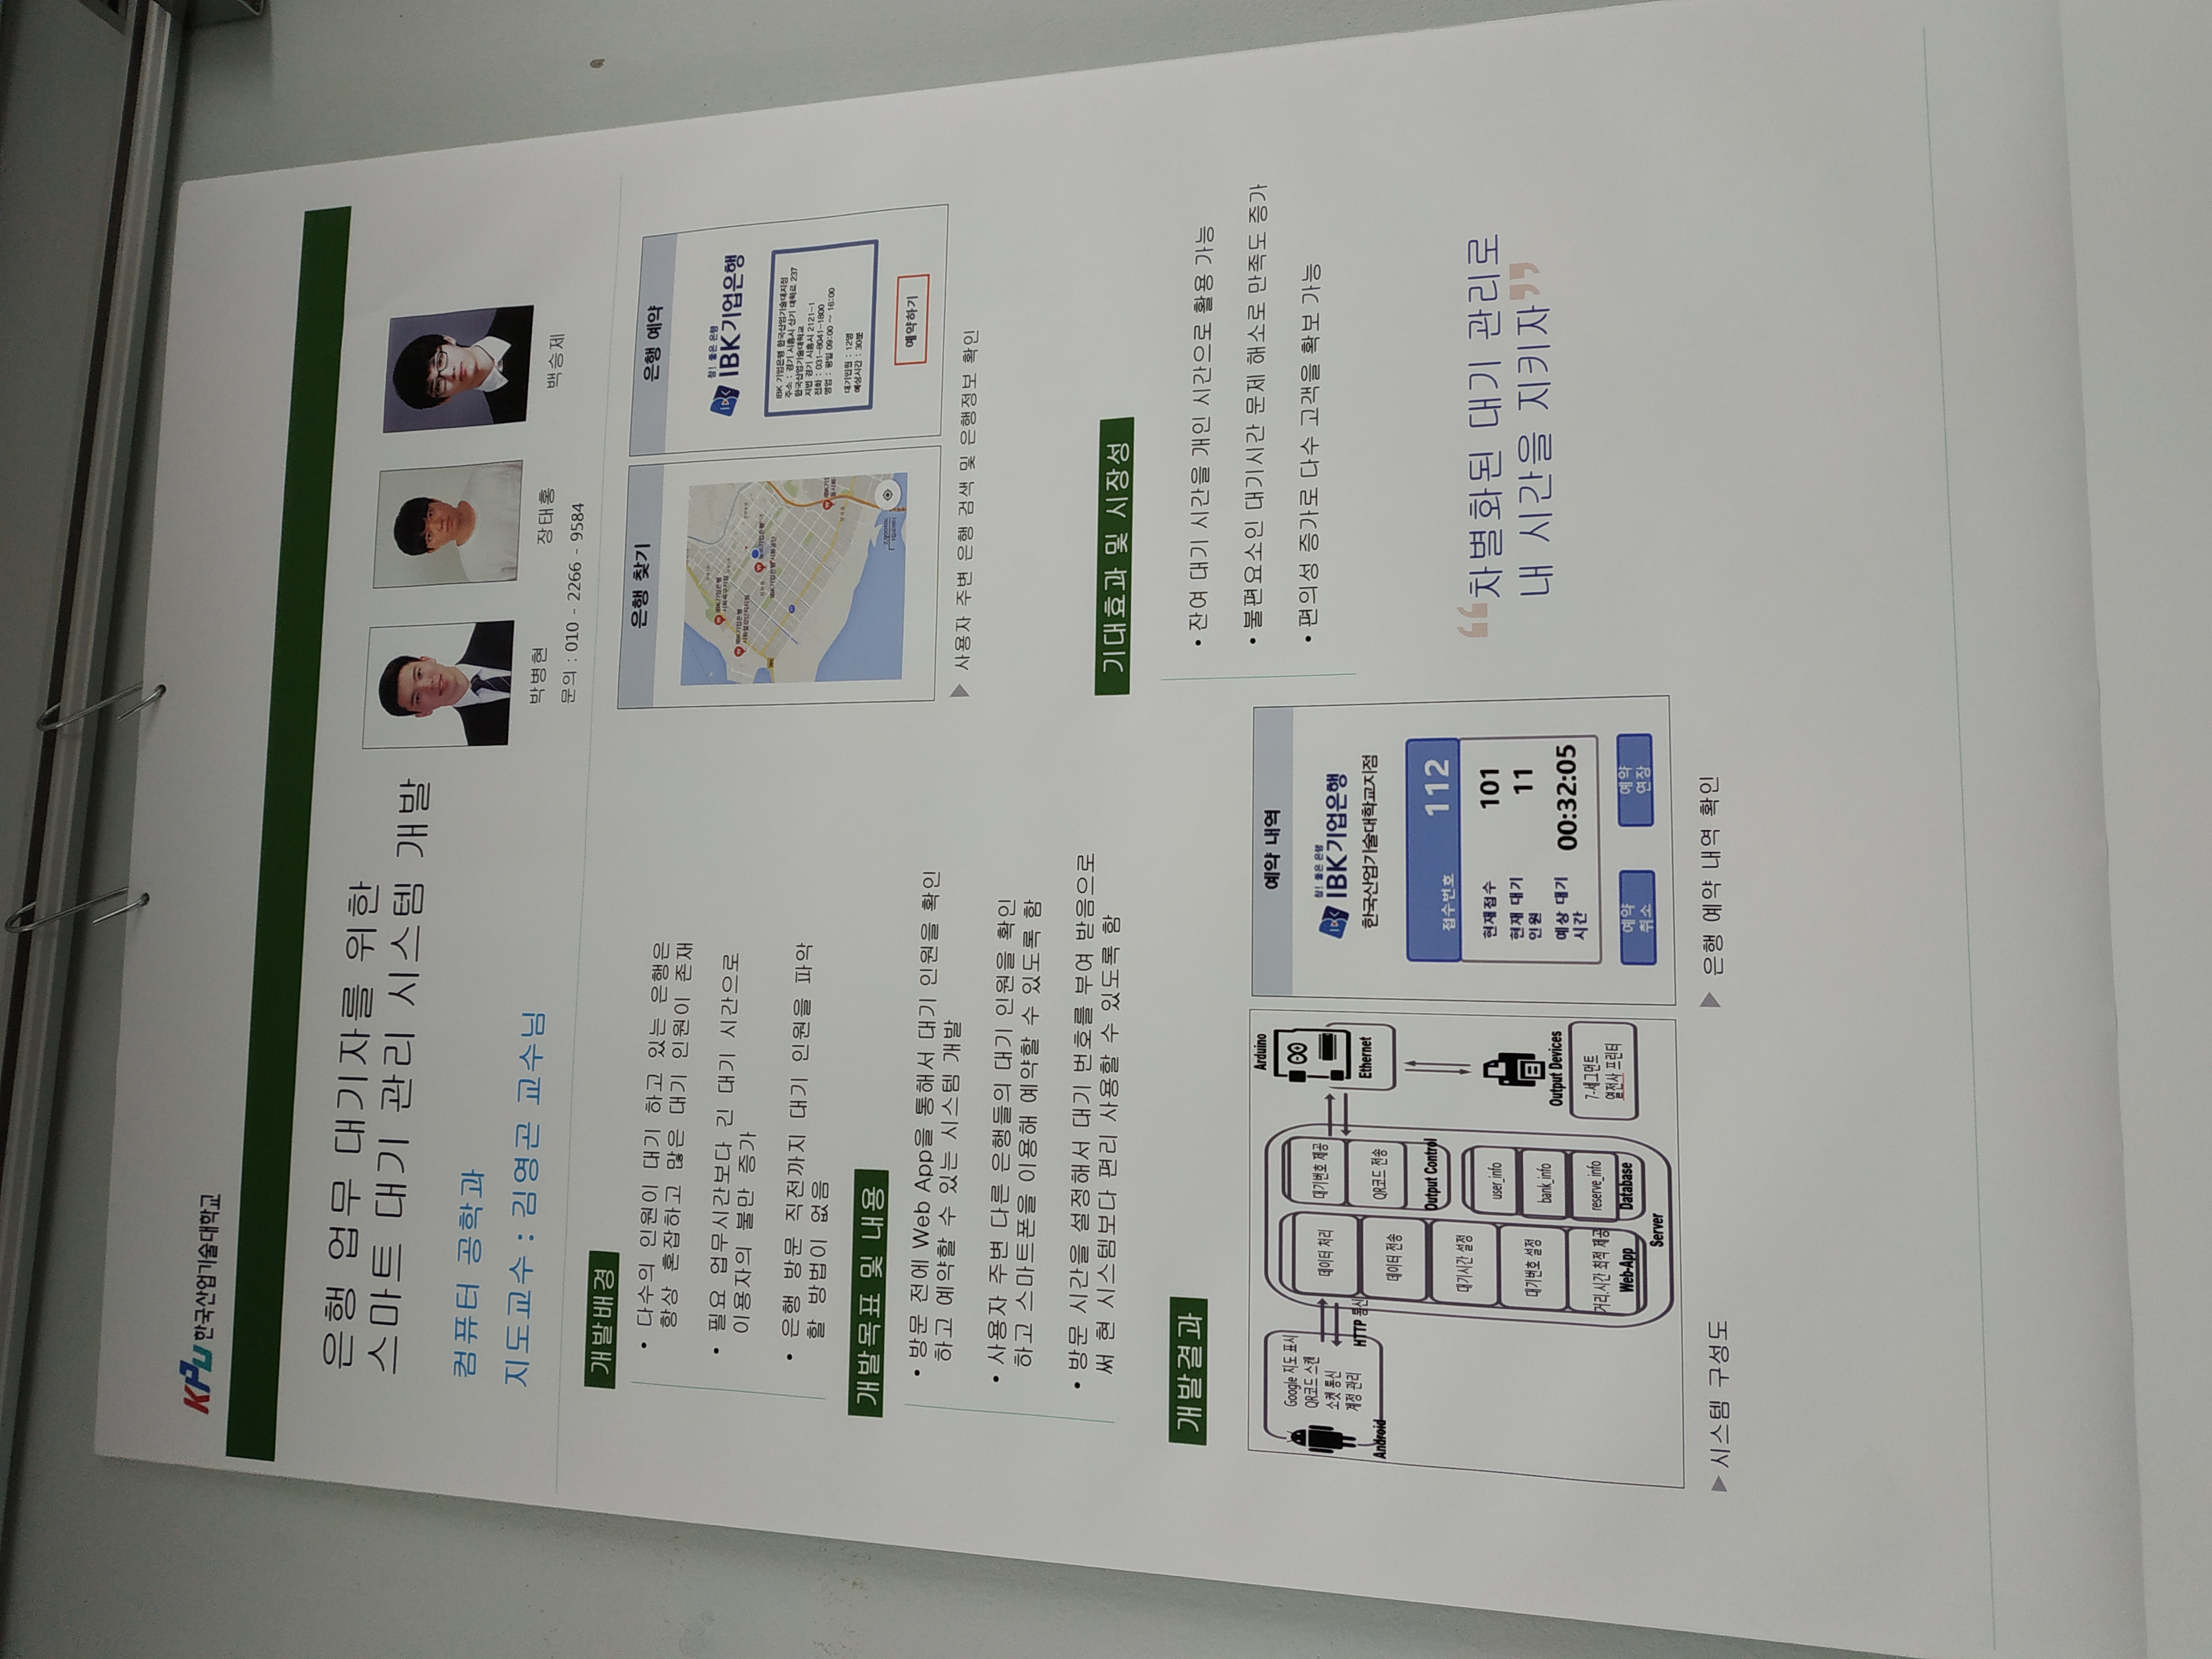 KPU 한국산업기술대학교
은행 업무 대기자를 위한
스마트 대기 관리 시스템 개발
컴퓨터 공학과
지도교수 : 김영곤 교수님
박병현
장태홍
백승제
문의 : 010 - 2266 - 9584
개발배경
• 다수의 인원이 대기 하고 있는 은행은
항상 혼잡하고 많은 대기 인원이 존재
• 필요 업무시간보다 긴 대기 시간으로
이용자의 불만 증가
• 은행 방문 직전까지 대기 인원을 파악
할 방법이 없음
개발목표 및 내용
• 방문 전에 Web App을 통해서 대기 인원을 확인
하고 예약할 수 있는 시스템 개발
• 사용자 주변 다른 은행들의 대기 인원을 확인
하고 스마트폰을 이용해 예약할 수 있도록 함
• 방문 시간을 설정해서 대기 번호를 부여 받음으로
써 현 시스템보다 편리 사용할 수 있도록 함
은행 찾기
IBK기업은행
IBK기업은행
IBK기업은행
은행 예약
참! 좋은 은행
IBK기업은행
IBK 기업은행 한국산업기술대지점
주소 : 경기 시흥시 산기 대학로 237
한국산업기술대학교
지번 경기 시흥시 2121-1
전화 : 031-8041-1800
영업 : 평일 09:00 ~ 16:00
대기인원 : 12명
예상시간 : 30분
예약하기
▶ 사용자 주변 은행 검색 및 은행정보 확인
개발결과
Google 지도 표시
QR코드 스캔
소켓 통신
계정 관리
Android
HTTP 통신
데이터 처리
데이터 전송
대기시간 설정
대기번호 설정
거리.시간 최적 제공
Web-App
대기번호 제공
QR코드 전송
Output Control
user_info
bank_info
reserve_info
Database
Server
Arduino
Ethernet
Output Devices
7-세그먼트
열전사 프린터
▶ 시스템 구성도
예약 내역
참! 좋은 은행
IBK기업은행
한국산업기술대학교지점
접수번호 112
현재접수 101
현재 대기
인원 11
예상 대기
시간 00:32:05
예약
취소
예약
연장
▶ 은행 예약 내역 확인
기대효과 및 시장성
• 잔여 대기 시간을 개인 시간으로 활용 가능
• 불편요소인 대기시간 문제 해소로 만족도 증가
• 편의성 증가로 다수 고객을 확보 가능
“차별화된 대기 관리로
내 시간을 지키자”